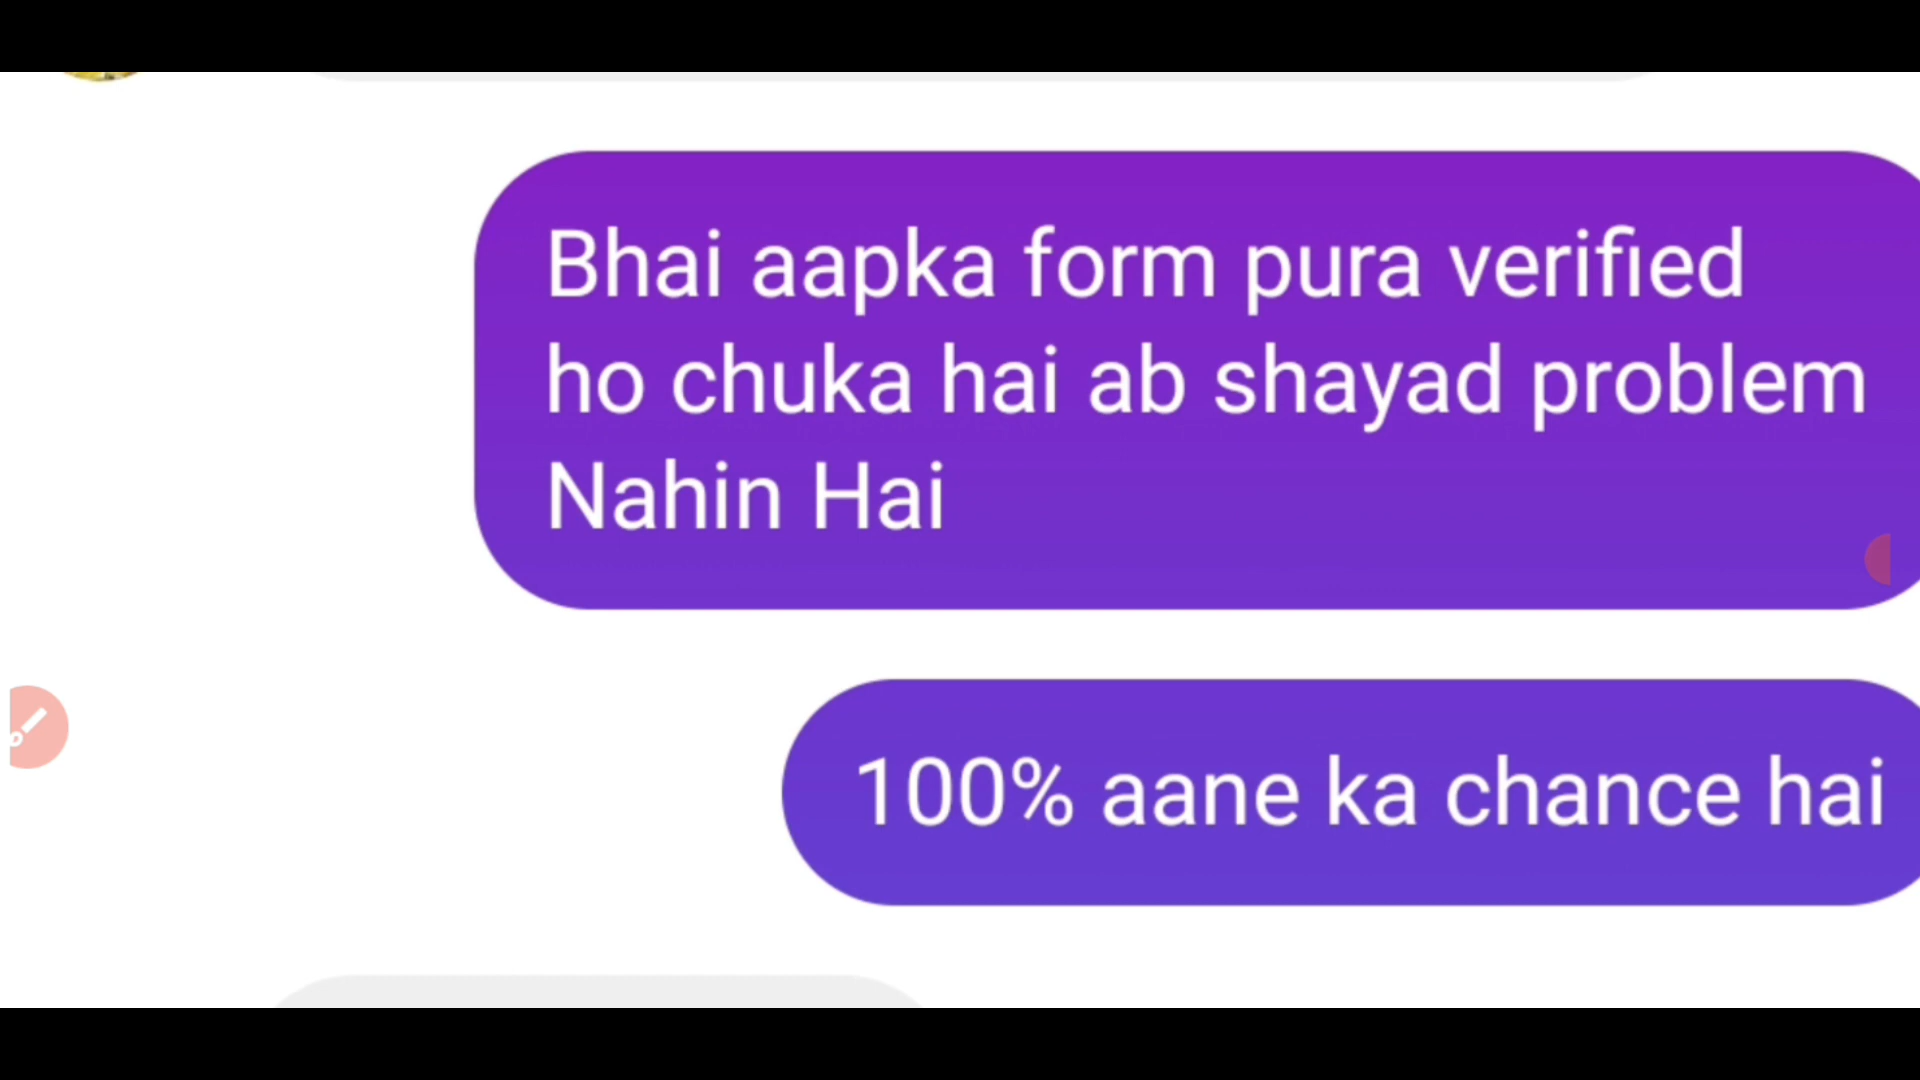 Bhai aapka form pura verified
ho chuka hai ab shayad problem
Nahin Hai
100% aane ka chance hai